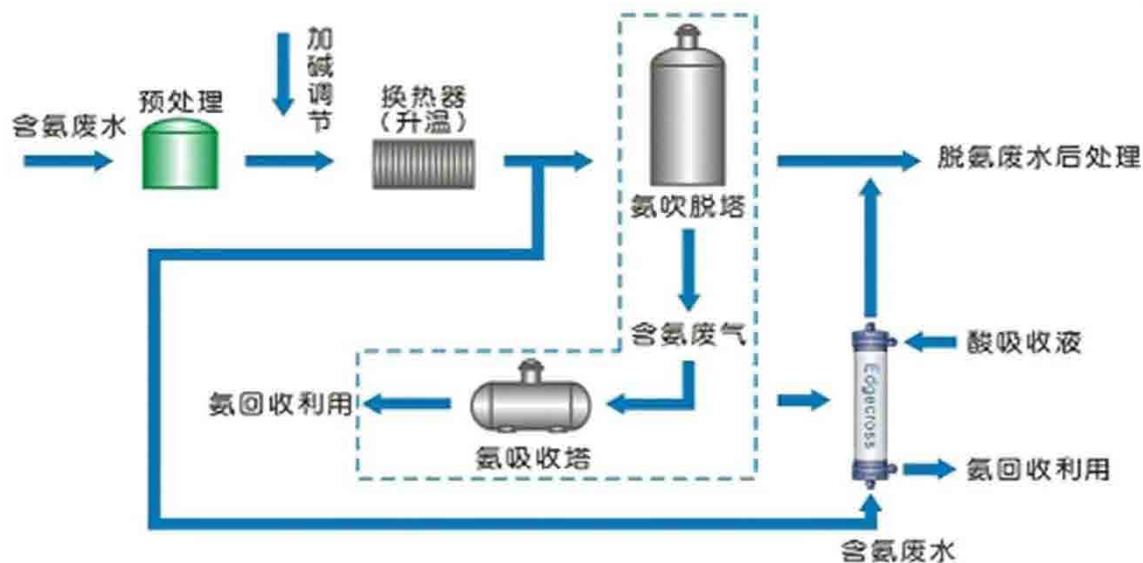 加碱调节
预处理
换热器
（升温）
含氨废水
脱氨废水后处理
氨吹脱塔
含氨废气
酸吸收液
Edgecross
氨回收利用
氨吸收塔
氨回收利用
含氨废水